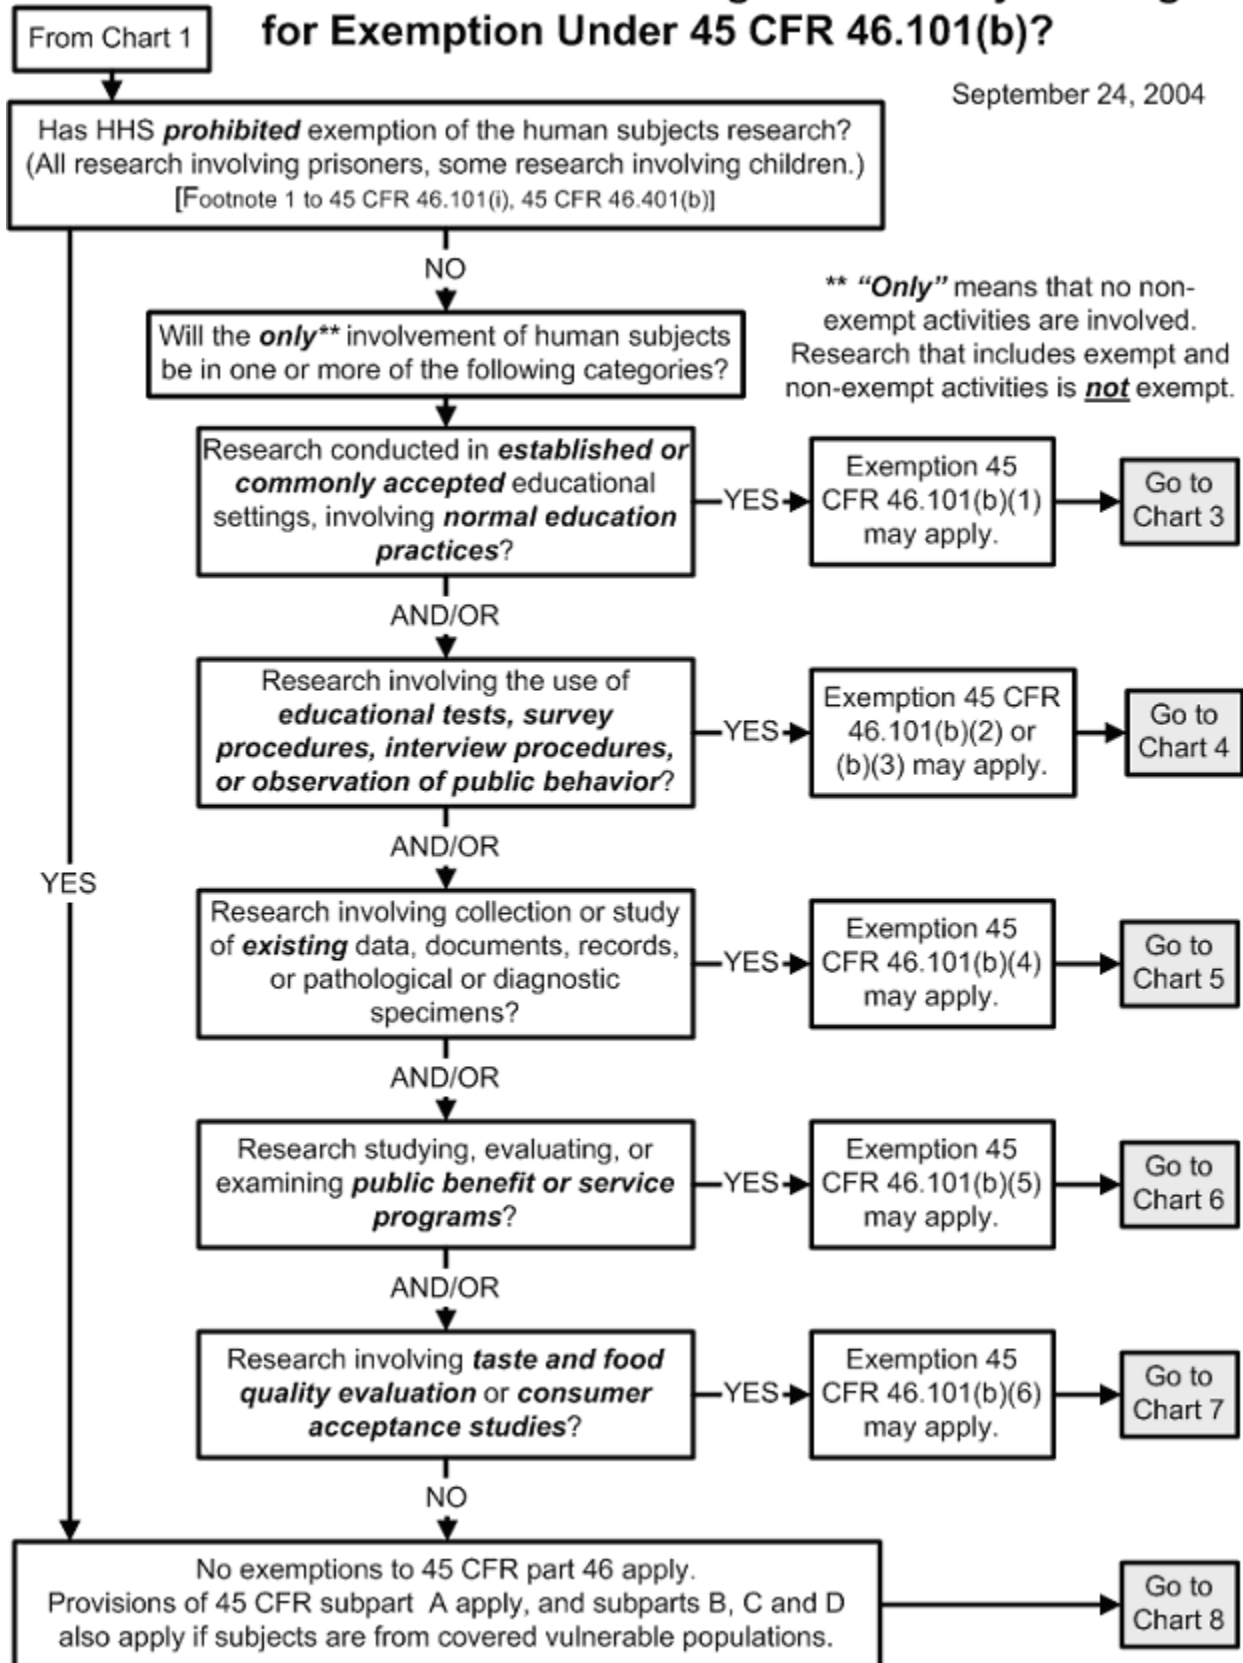 From Chart 1
for Exemption Under 45 CFR 46.101(b)?
September 24, 2004
Has HHS prohibited exemption of the human subjects research?
(All research involving prisoners, some research involving children.)
[Footnote 1 to 45 CFR 46.101(i), 45 CFR 46.401(b)]
NO
** “Only” means that no non-
exempt activities are involved.
Research that includes exempt and
non-exempt activities is not exempt.
Will the only** involvement of human subjects
be in one or more of the following categories?
Research conducted in established or
commonly accepted educational
settings, involving normal education
practices?
YES
Exemption 45
CFR 46.101(b)(1)
may apply.
Go to
Chart 3
AND/OR
Research involving the use of
educational tests, survey
procedures, interview procedures,
or observation of public behavior?
YES
Exemption 45 CFR
46.101(b)(2) or
(b)(3) may apply.
Go to
Chart 4
AND/OR
YES
Research involving collection or study
of existing data, documents, records,
or pathological or diagnostic
specimens?
YES
Exemption 45
CFR 46.101(b)(4)
may apply.
Go to
Chart 5
AND/OR
Research studying, evaluating, or
examining public benefit or service
programs?
YES
Exemption 45
CFR 46.101(b)(5)
may apply.
Go to
Chart 6
AND/OR
Research involving taste and food
quality evaluation or consumer
acceptance studies?
YES
Exemption 45
CFR 46.101(b)(6)
may apply.
Go to
Chart 7
NO
No exemptions to 45 CFR part 46 apply.
Provisions of 45 CFR subpart A apply, and subparts B, C and D
also apply if subjects are from covered vulnerable populations.
Go to
Chart 8